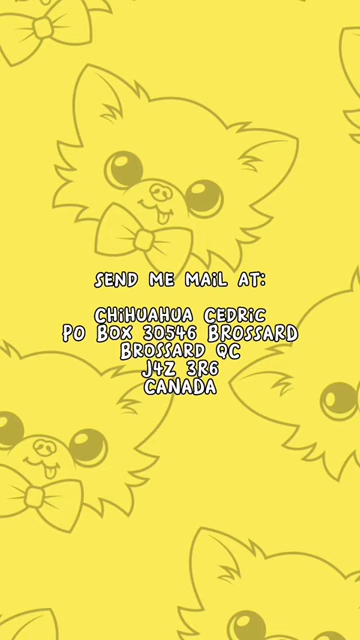 SEND ME MAIL AT:
CHIHUAHUA CEDRIC
PO BOX 30546 BROSSARD
BROSSARD QC
J4Z 3R6
CANADA